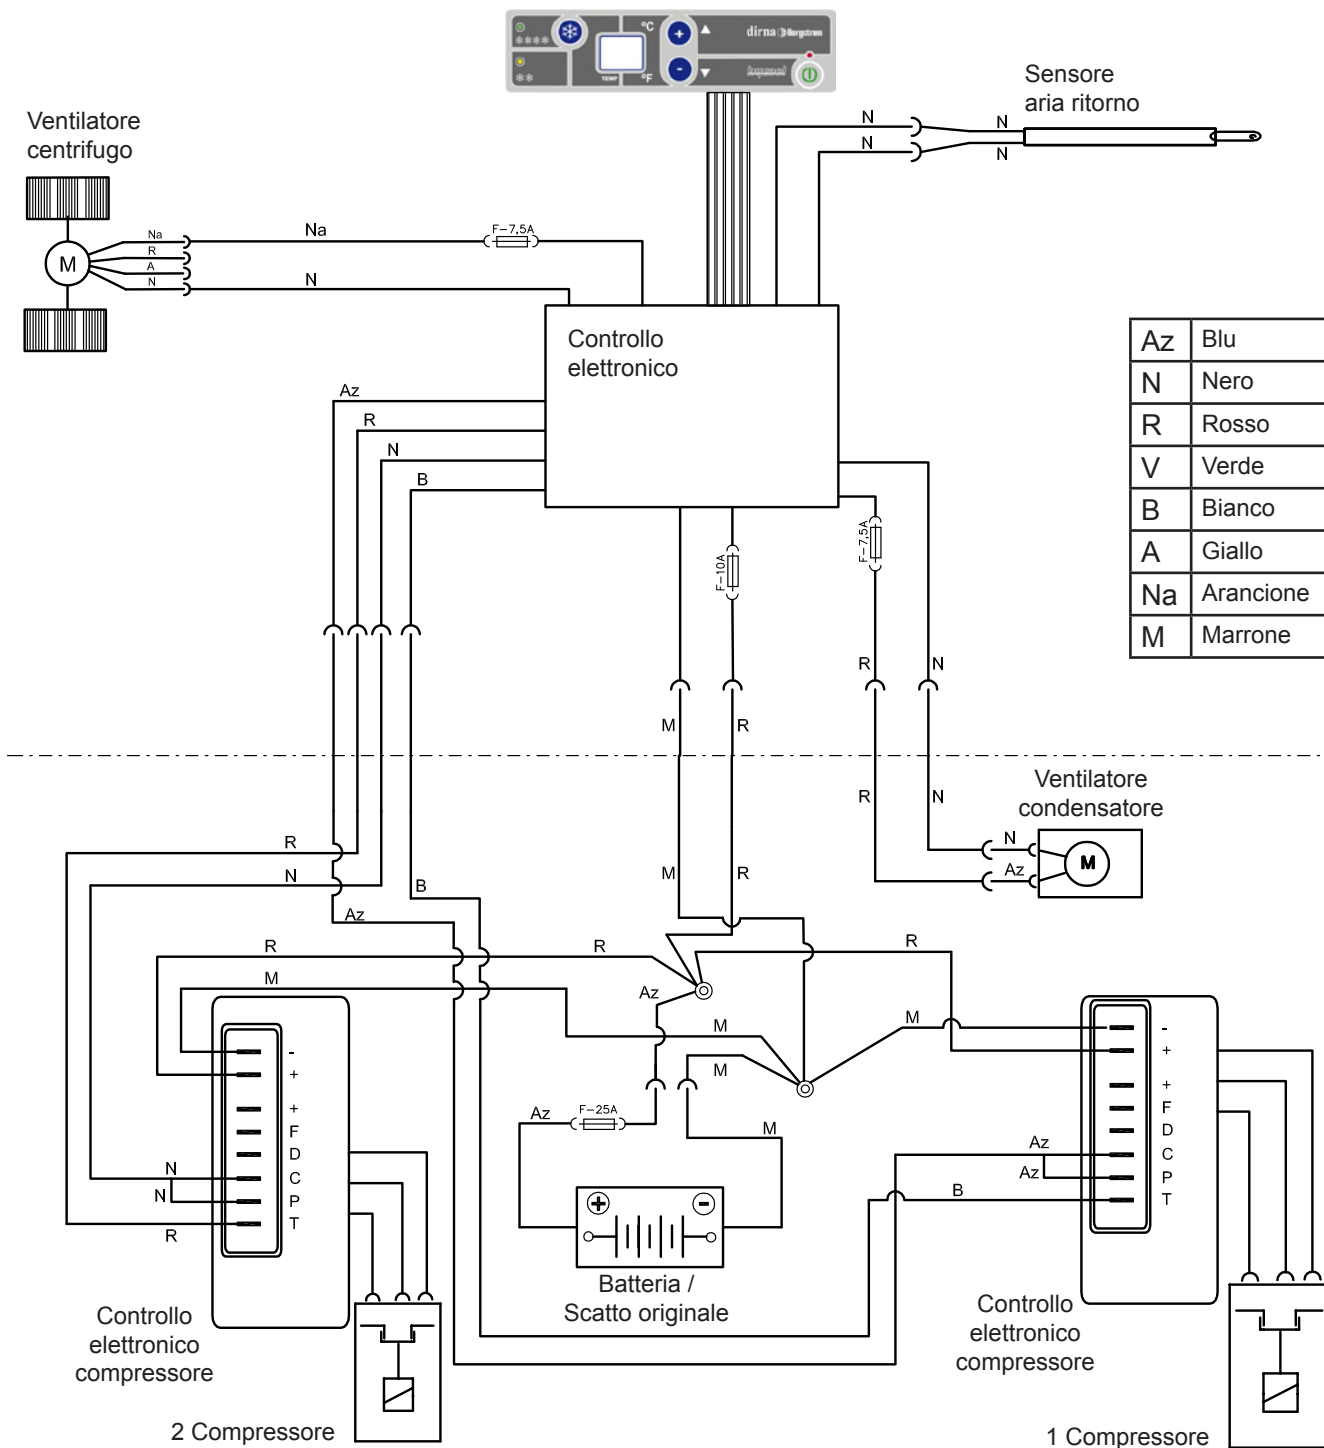 °C
°F
TEMP
+
-
dirna Bergstrom
Sensore
aria ritorno
Ventilatore
centrifugo
N
N
N
N
Na
R
A
N
M
Na
N
F-7,5A
Controllo
elettronico
Az
R
N
B
Az Blu
N Nero
R Rosso
V Verde
B Bianco
A Giallo
Na Arancione
M Marrone
F-10A
F-7,5A
R
N
M
R
Ventilatore
condensatore
R
N
N
Az
M
R
N
M
R
B
Az
R
R
R
M
Az
M
M
M
-
+
+
F
D
C
P
T
N
N
R
Az
F-25A
M
+
-
Batteria /
Scatto originale
-
+
+
F
D
C
P
T
Az
Az
B
Controllo
elettronico
compressore
2 Compressore
Controllo
elettronico
compressore
1 Compressore